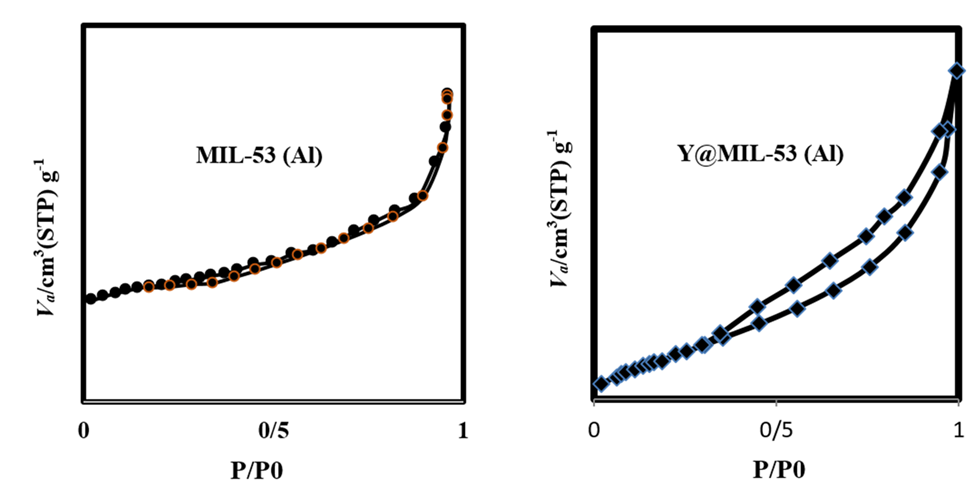 Va/cm³(STP) g⁻¹
MIL-53 (Al)
0 0/5 1
P/P0
Va/cm³(STP) g⁻¹
Y@MIL-53 (Al)
0 0/5 1
P/P0